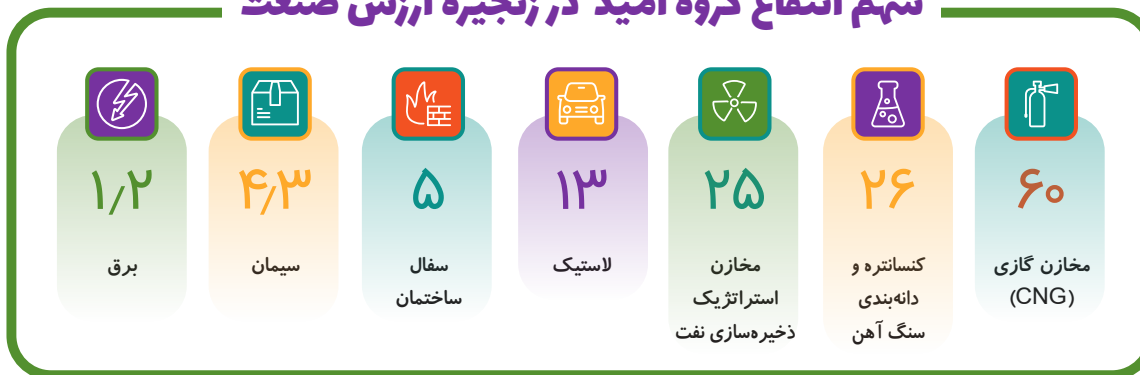 سهم انتفاع گروه امید در زنجیره ارزش صنعت
۶۰
مخازن گازی
(CNG)
۲۶
کنسانتره و
دانه‌بندی
سنگ آهن
۲۵
مخازن
استراتژیک
ذخیره‌سازی نفت
۱۳
لاستیک
۵
سفال
ساختمان
۴٫۳
سیمان
۱٫۲
برق